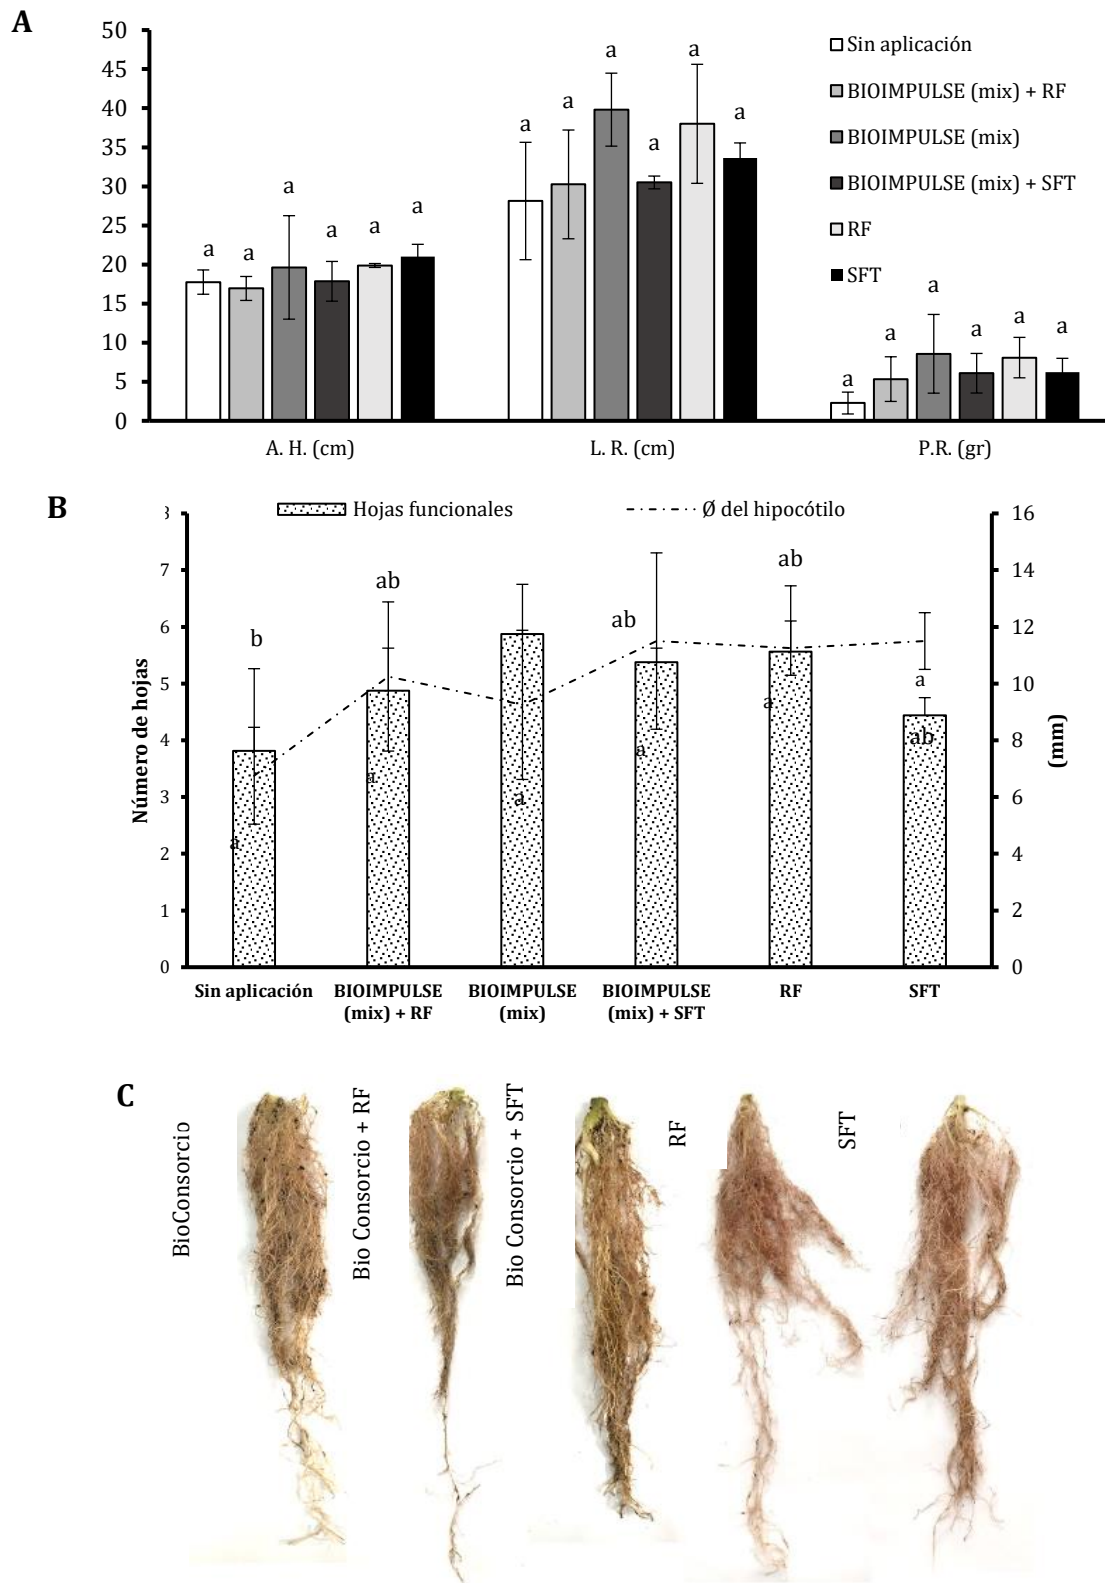 A
50
45
40
35
30
25
20
15
10
5
0
a a a a a a
a a a a a a
a a a a a a
Sin aplicación
BIOIMPULSE (mix) + RF
BIOIMPULSE (mix)
BIOIMPULSE (mix) + SFT
RF
SFT
A. H. (cm) L. R. (cm) P.R. (gr)
B
Hojas funcionales Ø del hipocótilo
Número de hojas
8
7
6
5
4
3
2
1
0
b ab ab ab ab
a a a a a a
16
14
12
10
8
6
4
2
0
(mm)
Sin aplicación BIOIMPULSE BIOIMPULSE BIOIMPULSE RF SFT
(mix) + RF (mix) (mix) + SFT
C
BioConsorcio
Bio Consorcio + RF
Bio Consorcio + SFT
RF
SFT